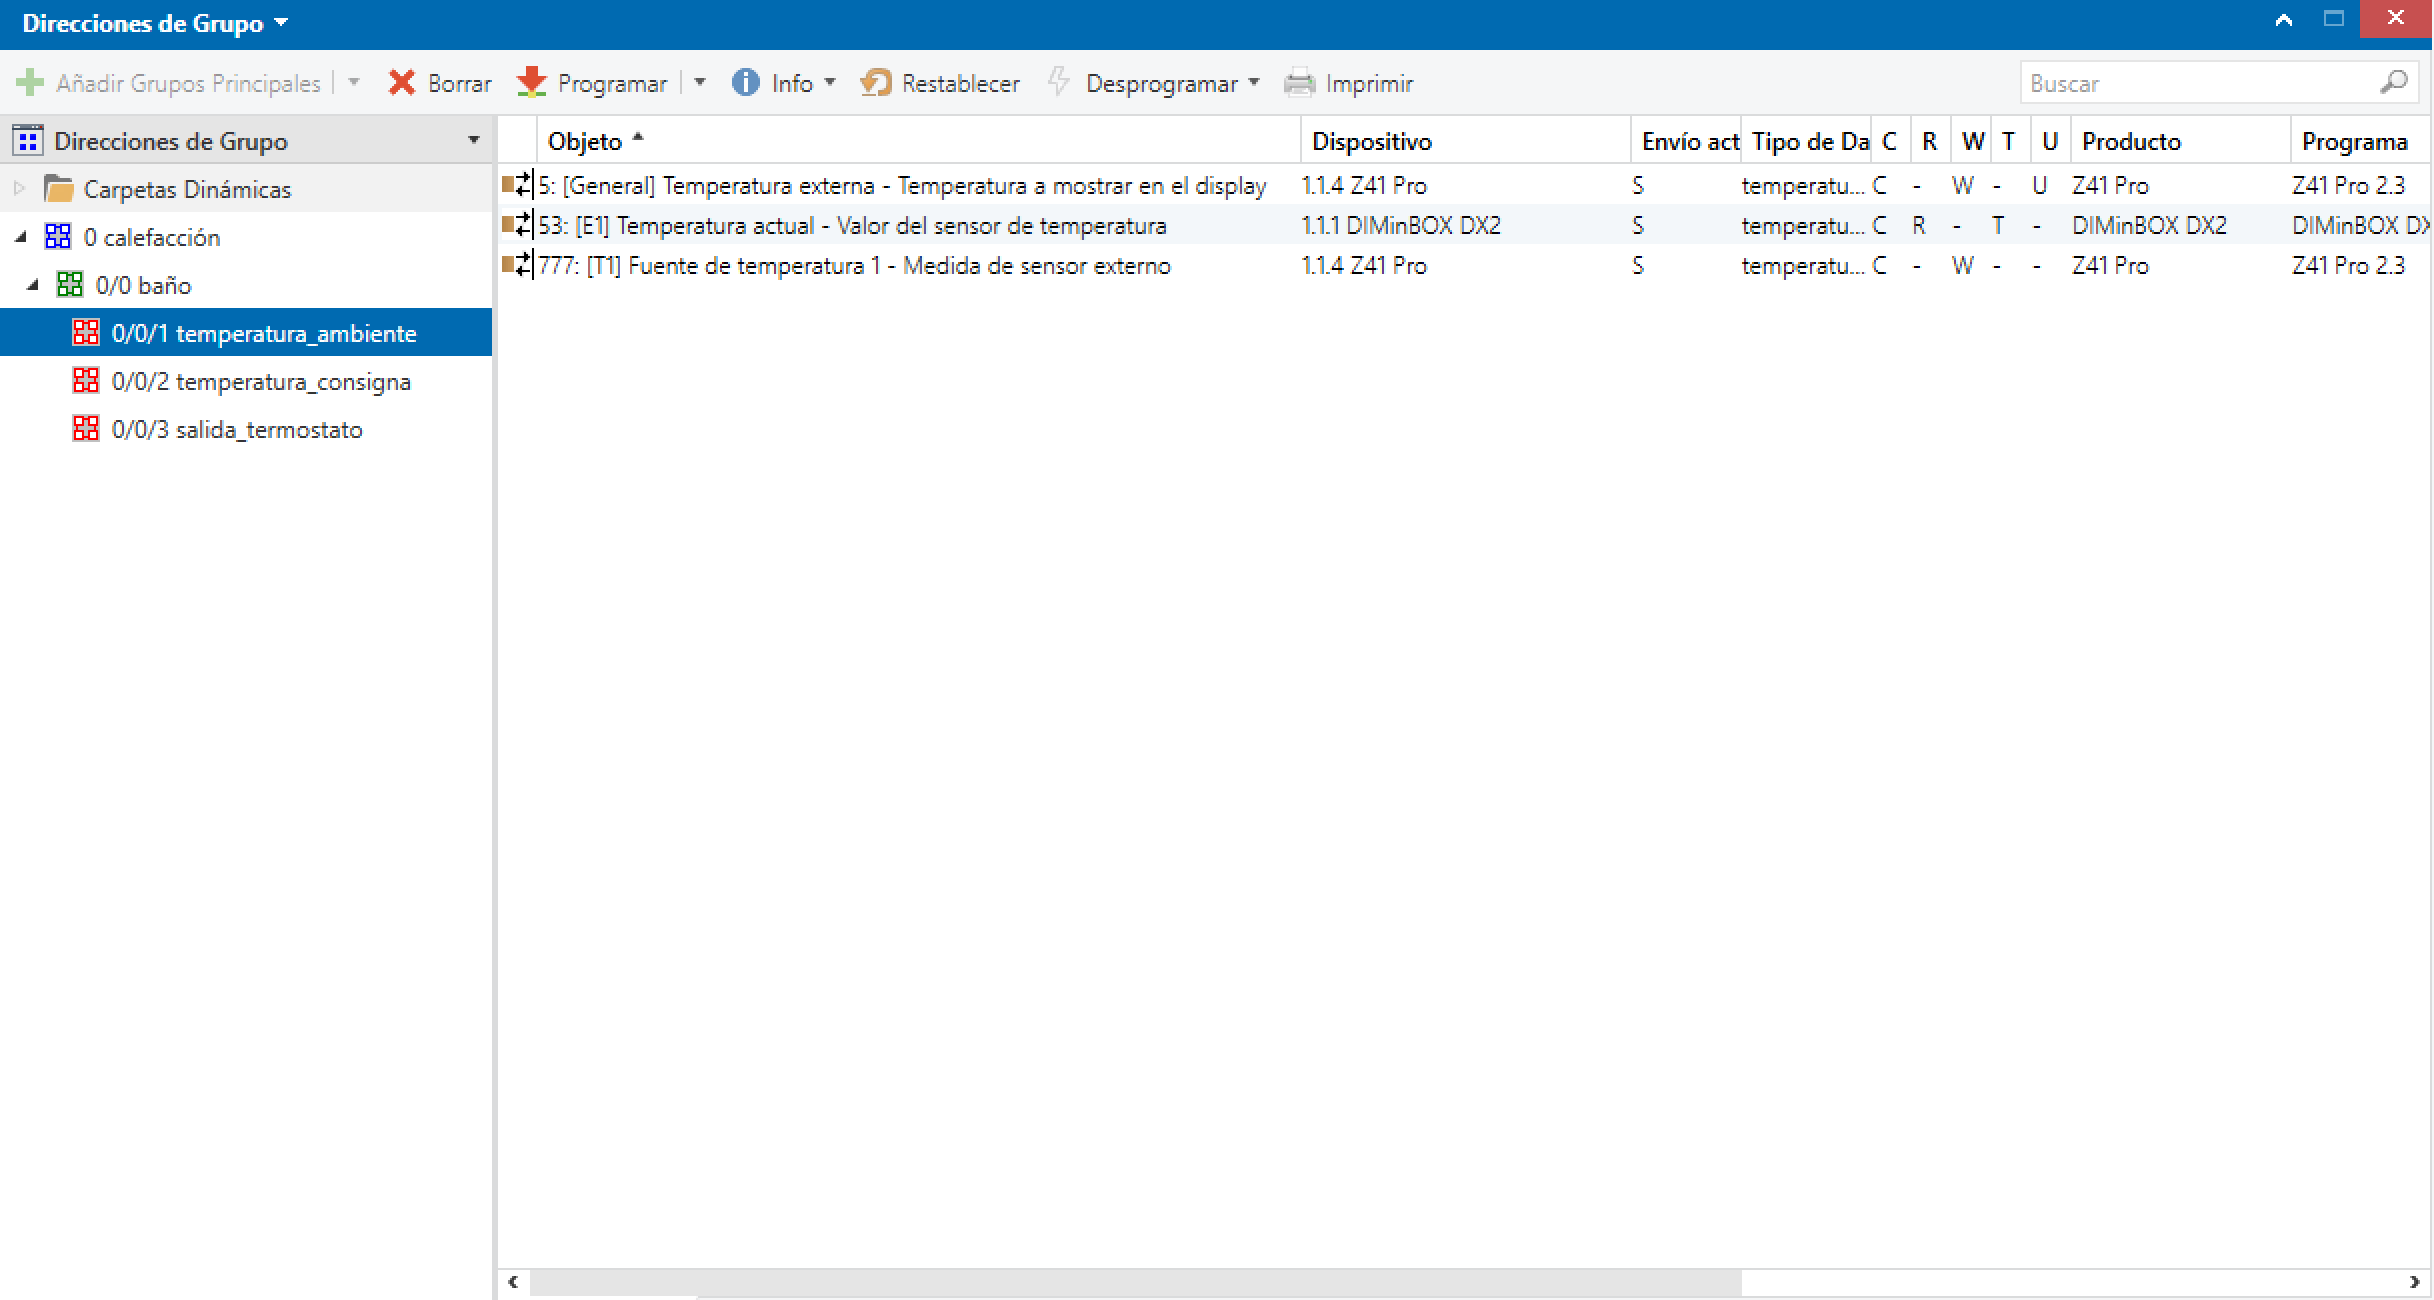 Direcciones de Grupo
Añadir Grupos Principales Borrar Programar Info Restablecer Desprogramar Imprimir Buscar
Direcciones de Grupo
Carpetas Dinámicas
0 calefacción
0/0 baño
0/0/1 temperatura_ambiente
0/0/2 temperatura_consigna
0/0/3 salida_termostato
Objeto Dispositivo Envío act Tipo de Da C R W T U Producto Programa
5: [General] Temperatura externa - Temperatura a mostrar en el display 1.1.4 Z41 Pro S temperatu... C - W - U Z41 Pro Z41 Pro 2.3
53: [E1] Temperatura actual - Valor del sensor de temperatura 1.1.1 DIMinBOX DX2 S temperatu... C R - T - DIMinBOX DX2 DIMinBOX DX
777: [T1] Fuente de temperatura 1 - Medida de sensor externo 1.1.4 Z41 Pro S temperatu... C - W - - Z41 Pro Z41 Pro 2.3